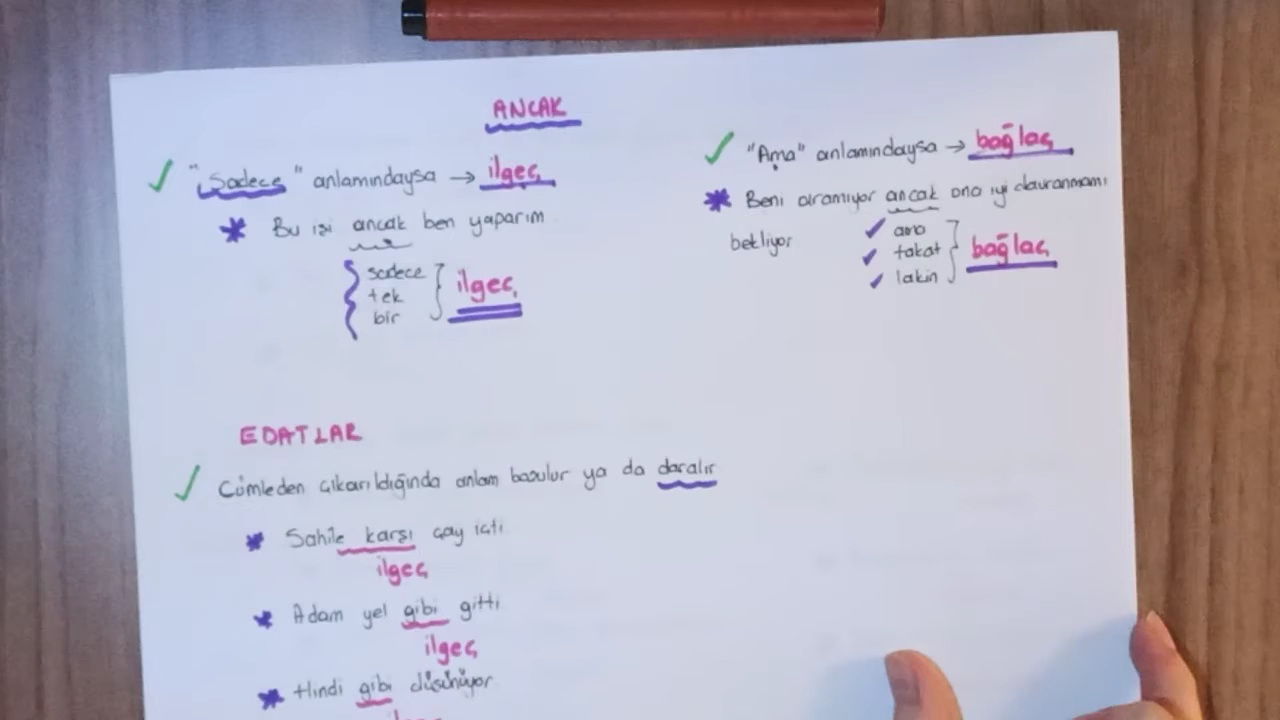 ANCAK
✓ "Sadece" anlamındaysa → ilgeç
* Bu işi ancak ben yaparım
sadece
tek
bir
ilgeç
✓ "Ama" anlamındaysa → bağlaç
* Beni aramıyor ancak ona iyi davranmamı
bekliyor
✓ ama
✓ fakat
✓ lakin
bağlaç
EDATLAR
✓ Cümleden çıkarıldığında anlam bozulur ya da daralır
* Sahile karşı çay içti
ilgeç
* Adam yel gibi gitti
ilgeç
* Hindi gibi düşünüyor